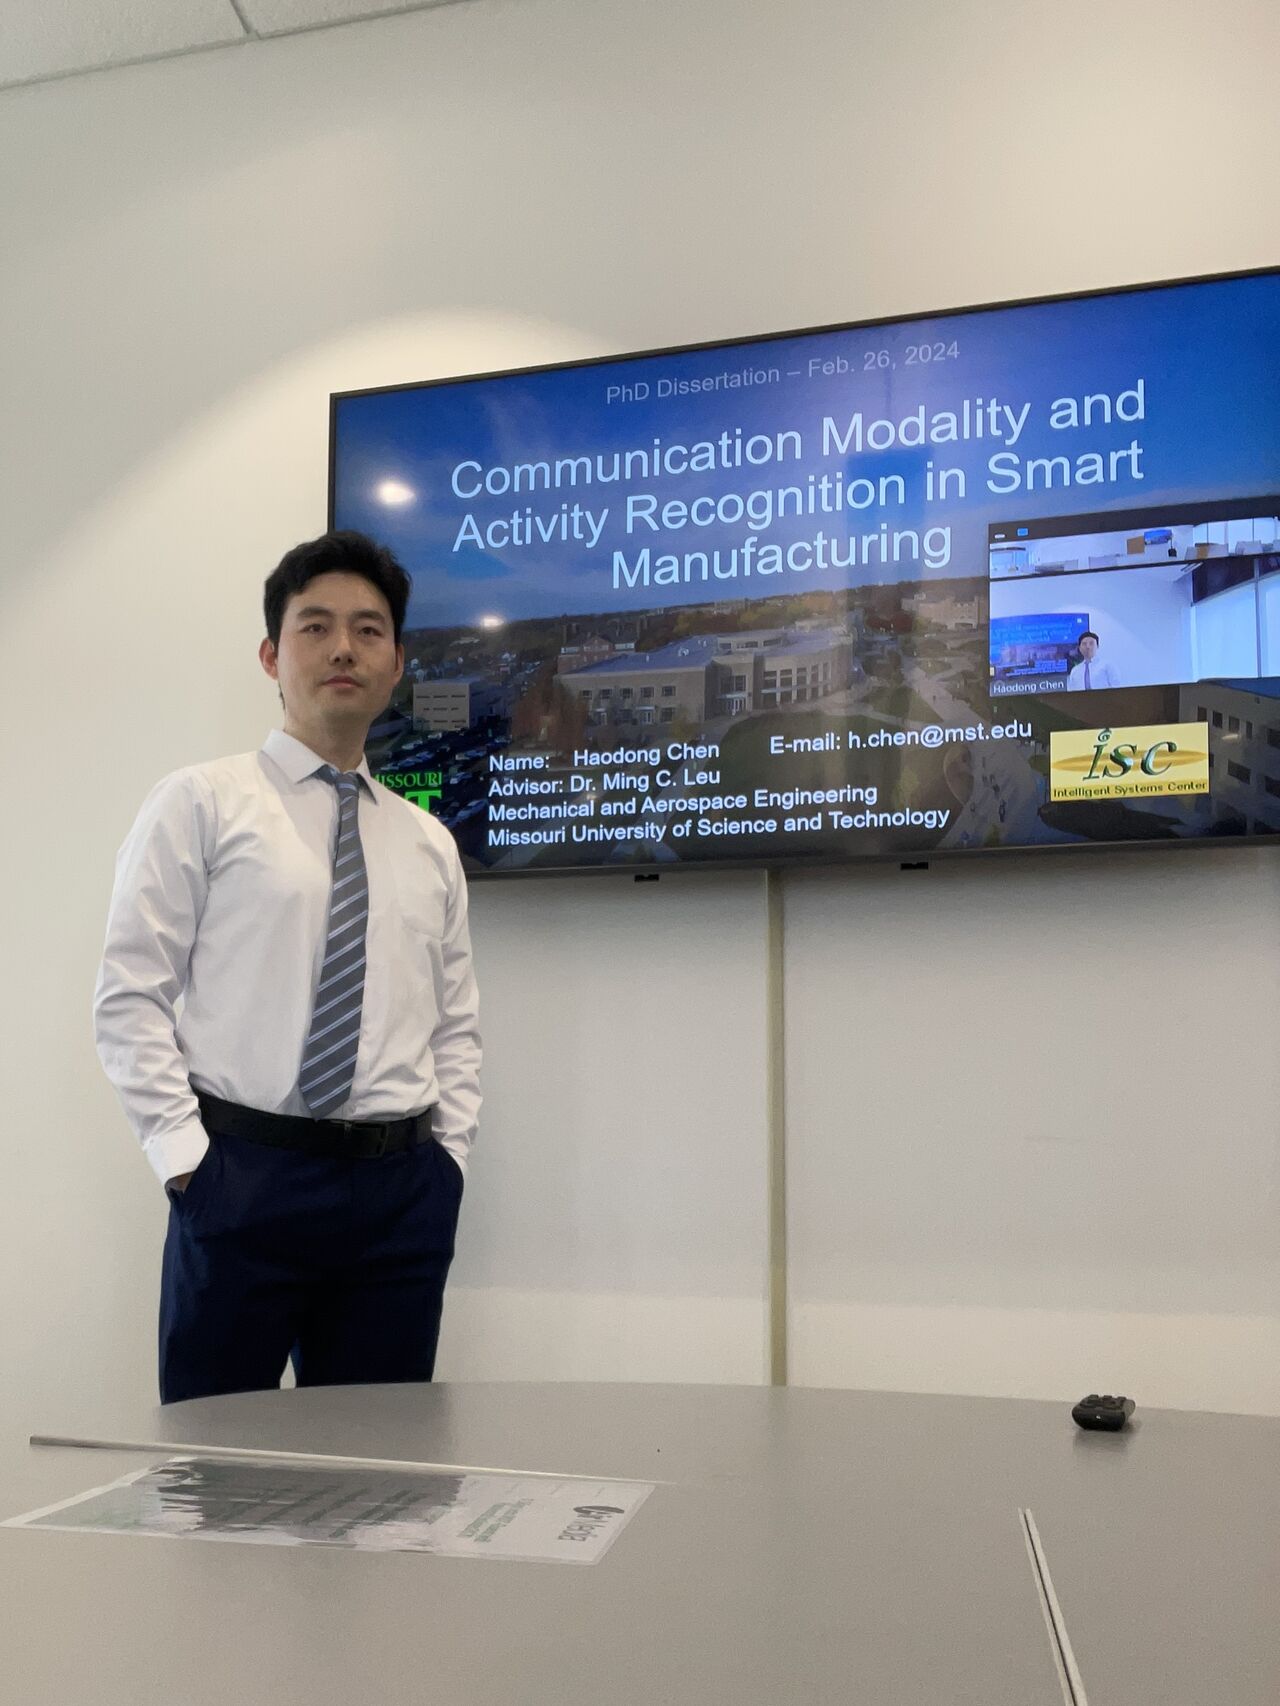 PhD Dissertation – Feb. 26, 2024
Communication Modality and
Activity Recognition in Smart
Manufacturing
Haodong Chen
Name: Haodong Chen
E-mail: h.chen@mst.edu
Advisor: Dr. Ming C. Leu
Mechanical and Aerospace Engineering
Missouri University of Science and Technology
isc
Intelligent Systems Center